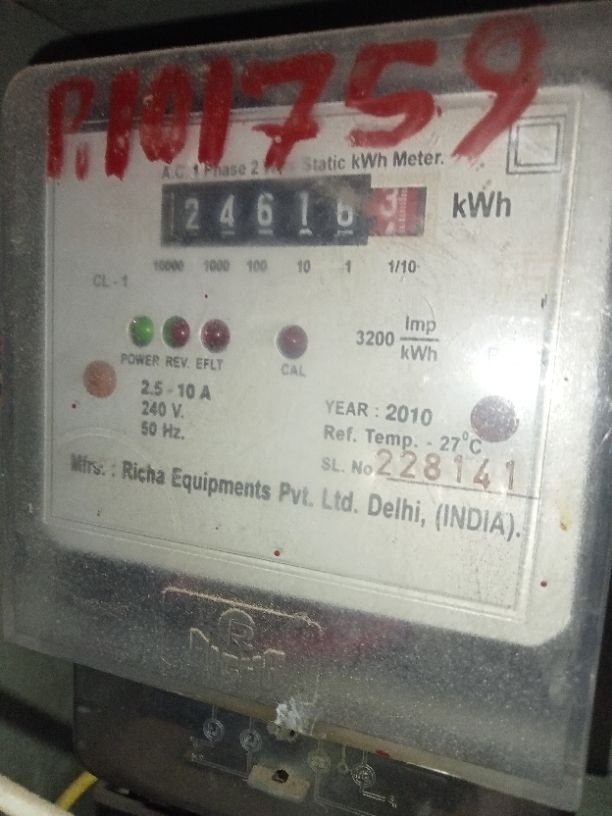 P.101759
A.C. 1 Phase 2 Static kWh Meter.
24616 3 kWh
10000 1000 100 10 1 1/10
CL - 1
3200 Imp/kWh
POWER REV. EFLT CAL
2.5 - 10 A
240 V.
50 Hz.
YEAR : 2010
Ref. Temp. - 27°C
SL. No 228141
Mfrs. : Richa Equipments Pvt. Ltd. Delhi, (INDIA).
R